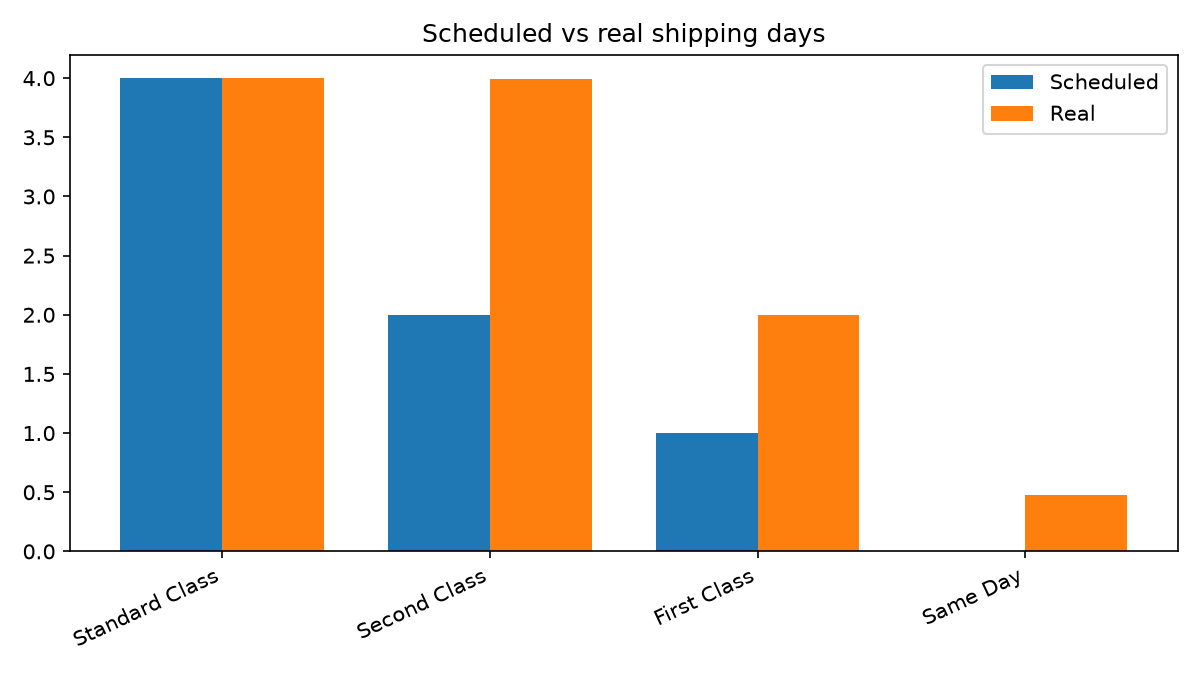 Scheduled vs real shipping days
Scheduled
Real
4.0
3.5
3.0
2.5
2.0
1.5
1.0
0.5
0.0
Standard Class
Second Class
First Class
Same Day